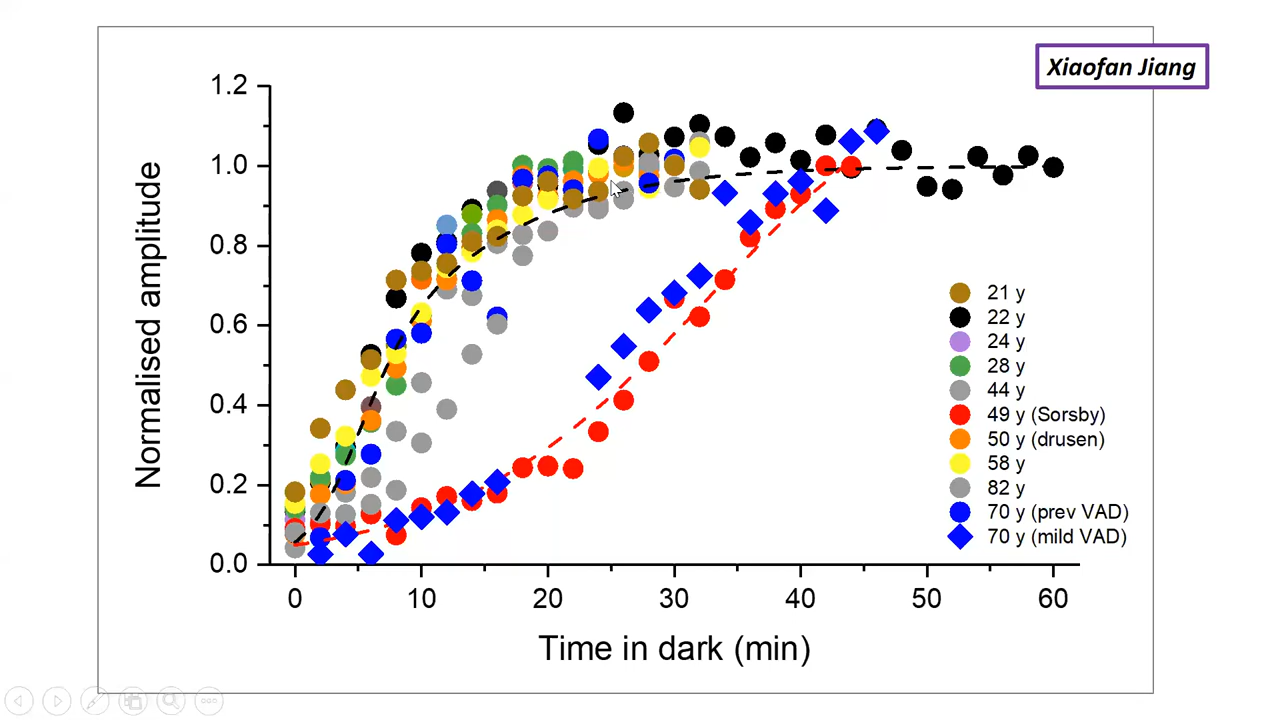 Xiaofan Jiang
1.2
1.0
0.8
0.6
0.4
0.2
0.0
Normalised amplitude
0 10 20 30 40 50 60
Time in dark (min)
21 y
22 y
24 y
28 y
44 y
49 y (Sorsby)
50 y (drusen)
58 y
82 y
70 y (prev VAD)
70 y (mild VAD)